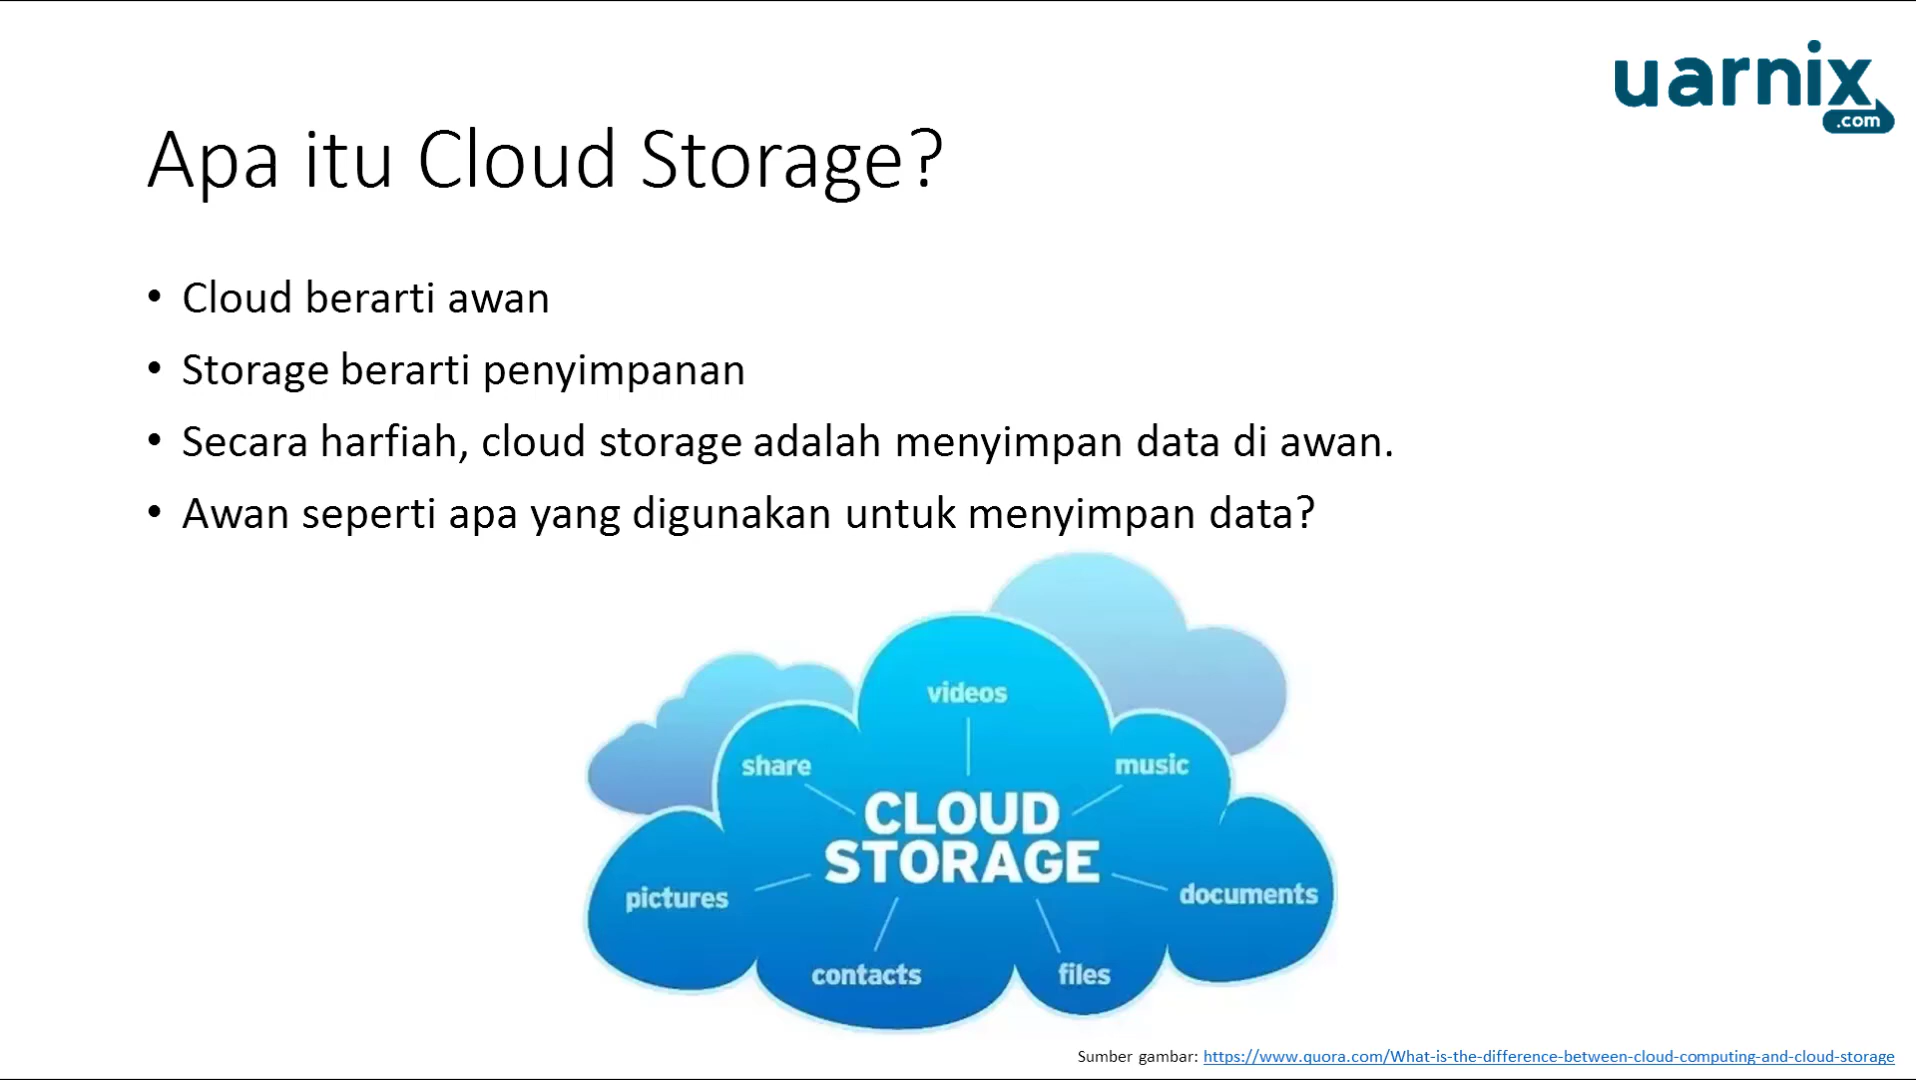 uarnix
.com
Apa itu Cloud Storage?
• Cloud berarti awan
• Storage berarti penyimpanan
• Secara harfiah, cloud storage adalah menyimpan data di awan.
• Awan seperti apa yang digunakan untuk menyimpan data?
videos
share
music
CLOUD
STORAGE
pictures
documents
contacts
files
Sumber gambar: https://www.quora.com/What-is-the-difference-between-cloud-computing-and-cloud-storage